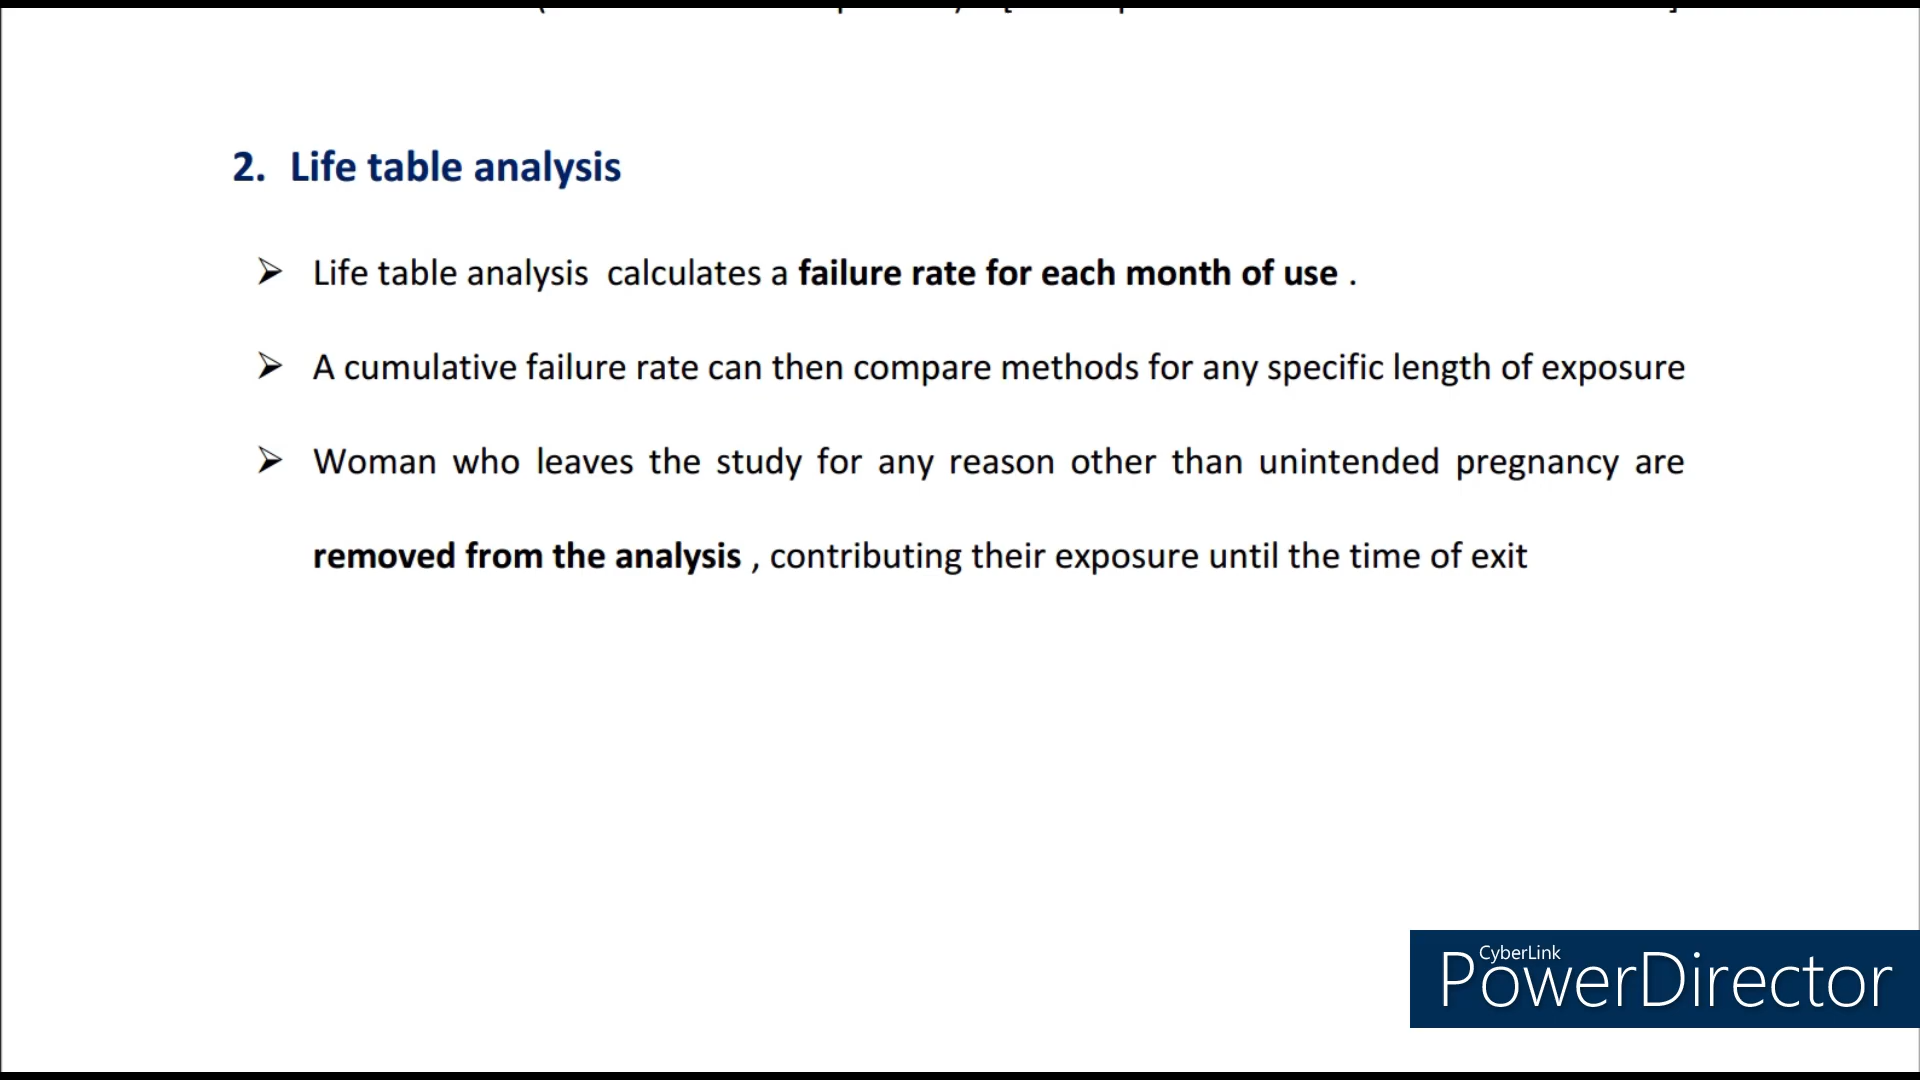 2. Life table analysis
➢ Life table analysis calculates a failure rate for each month of use .
➢ A cumulative failure rate can then compare methods for any specific length of exposure
➢ Woman who leaves the study for any reason other than unintended pregnancy are
removed from the analysis , contributing their exposure until the time of exit
CyberLink
PowerDirector